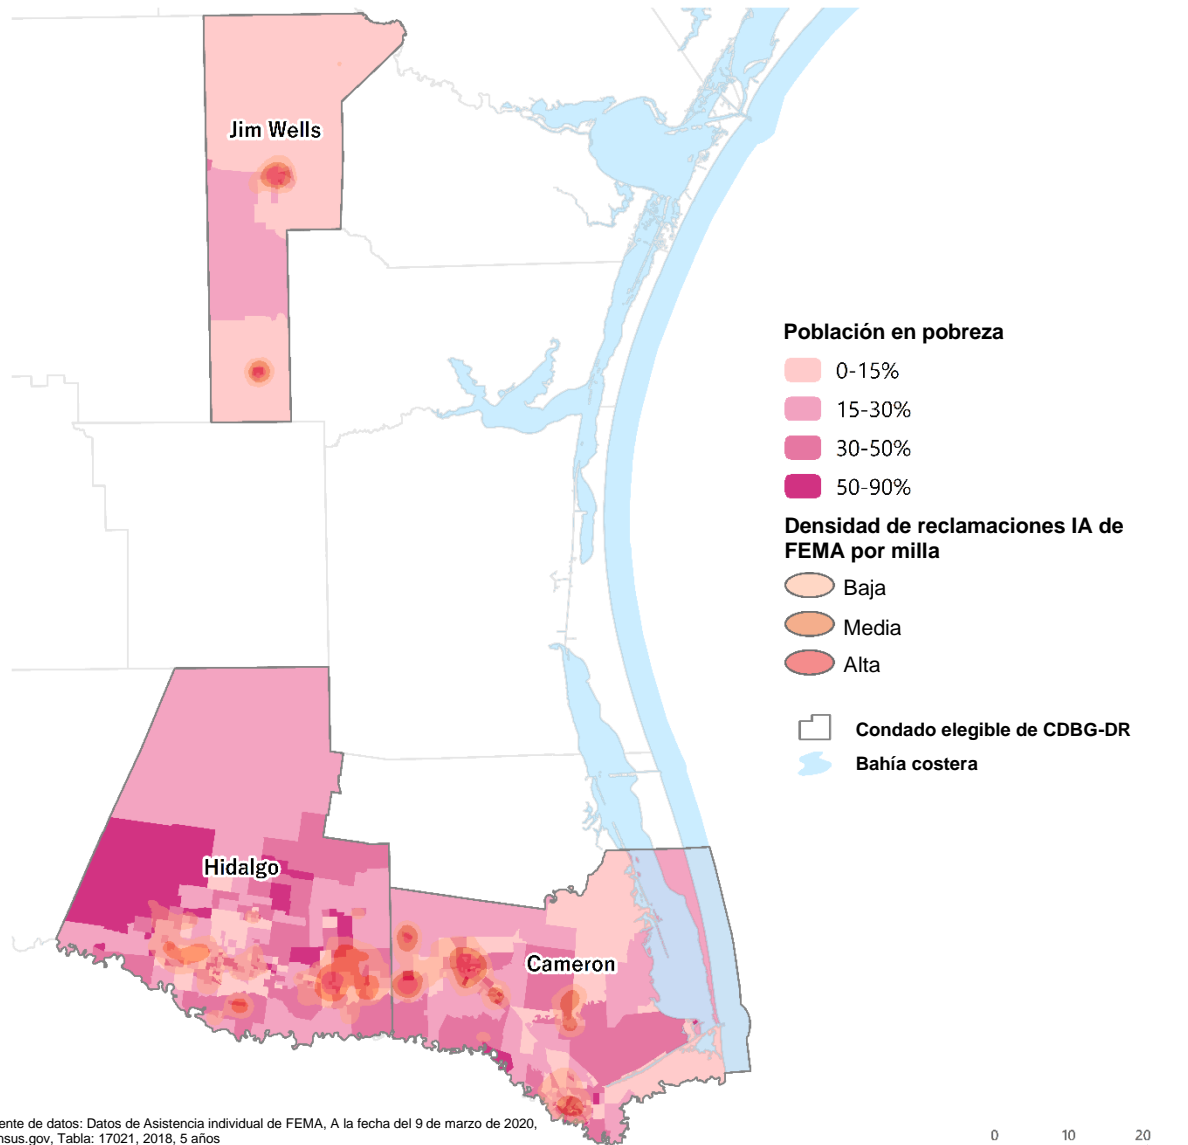 Jim Wells
Población en pobreza
0-15%
15-30%
30-50%
50-90%
Densidad de reclamaciones IA de
FEMA por milla
Baja
Media
Alta
Condado elegible de CDBG-DR
Bahía costera
Hidalgo
Cameron
ente de datos: Datos de Asistencia individual de FEMA, A la fecha del 9 de marzo de 2020,
nsus.gov, Tabla: 17021, 2018, 5 años
0 10 20